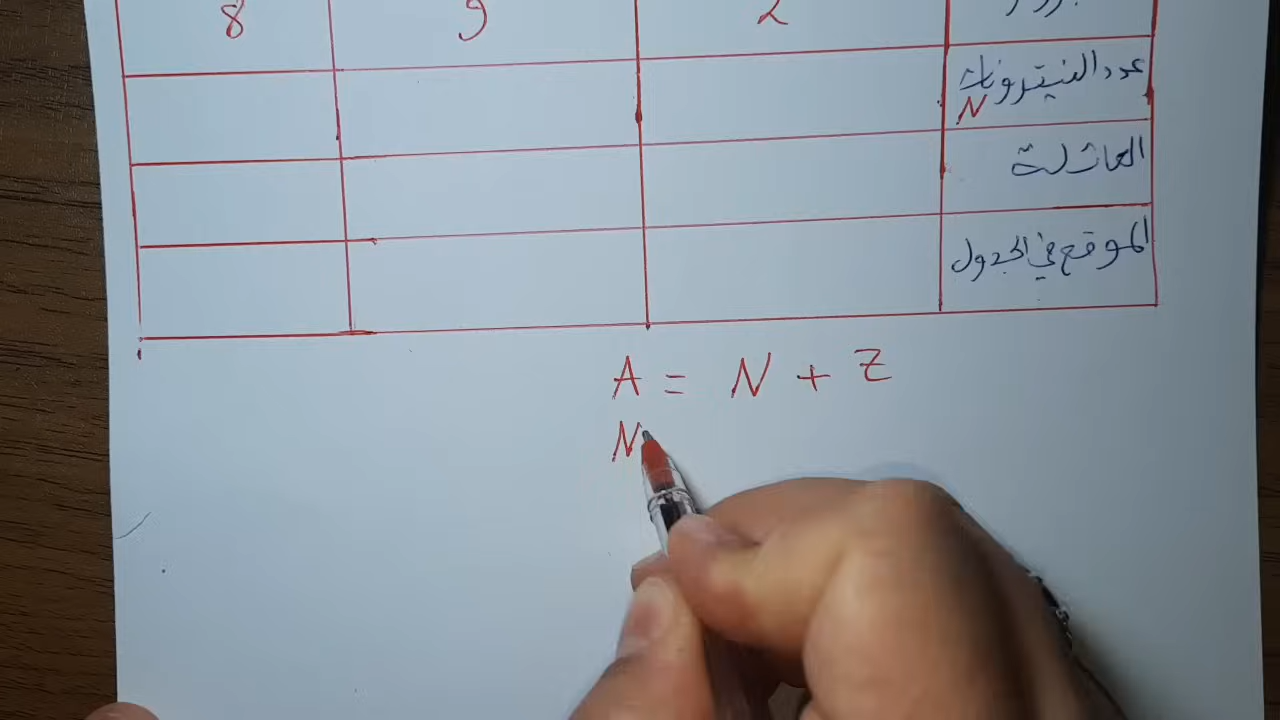 2 9 8
عدد النيترونات
N
العائلة
الموقع في الجدول
A = N + Z
N